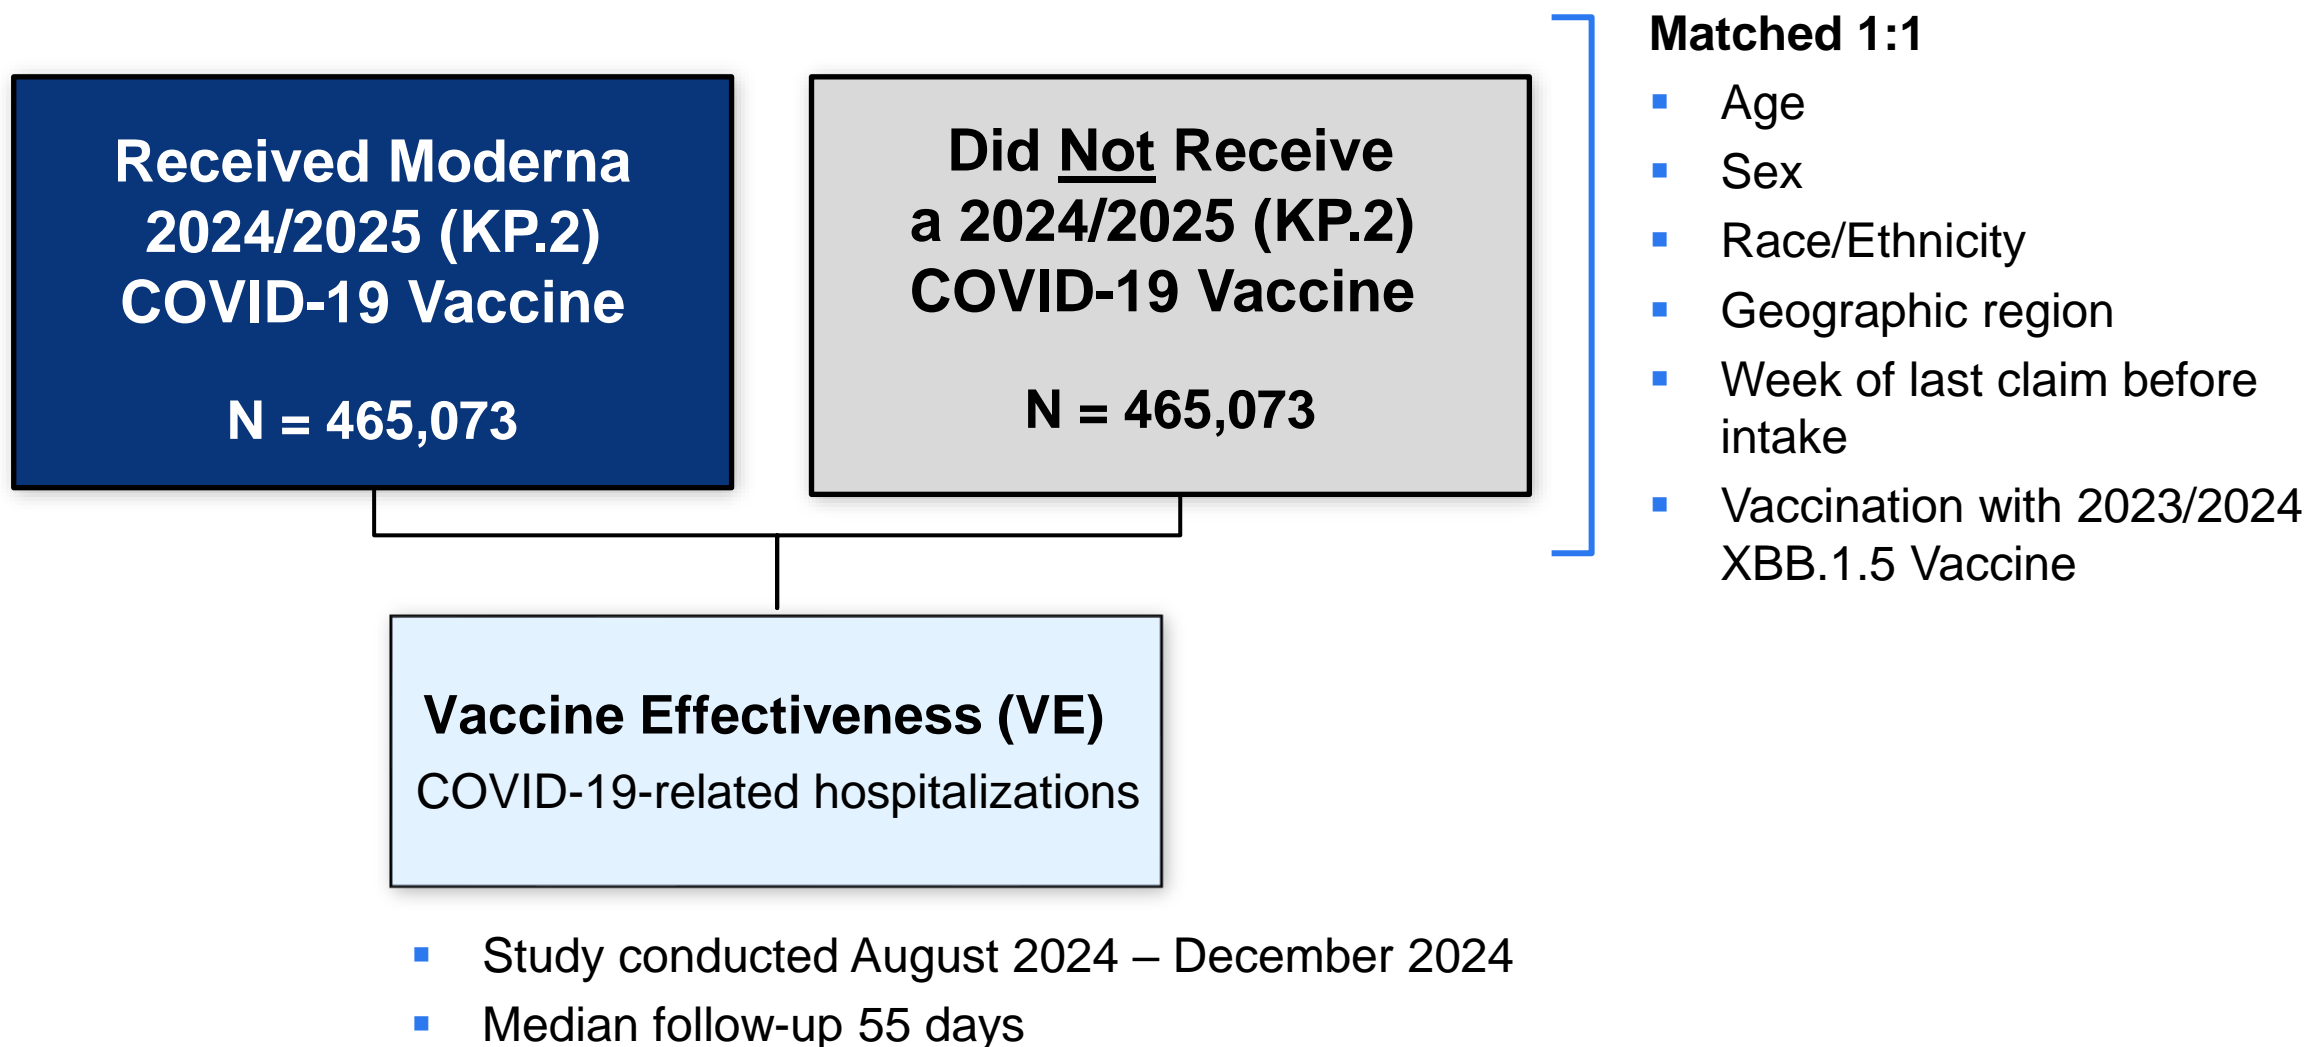 Received Moderna
2024/2025 (KP.2)
COVID-19 Vaccine
N = 465,073
Did Not Receive
a 2024/2025 (KP.2)
COVID-19 Vaccine
N = 465,073
Matched 1:1
▪ Age
▪ Sex
▪ Race/Ethnicity
▪ Geographic region
▪ Week of last claim before
intake
▪ Vaccination with 2023/2024
XBB.1.5 Vaccine
Vaccine Effectiveness (VE)
COVID-19-related hospitalizations
▪ Study conducted August 2024 – December 2024
▪ Median follow-up 55 days